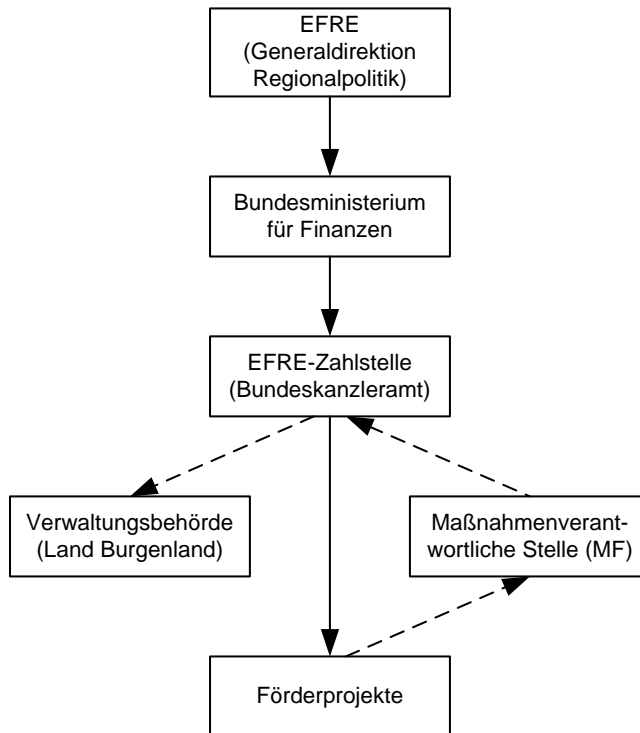 EFRE
(Generaldirektion
Regionalpolitik)
Bundesministerium
für Finanzen
EFRE-Zahlstelle
(Bundeskanzleramt)
Verwaltungsbehörde
(Land Burgenland)
Maßnahmenverant-
wortliche Stelle (MF)
Förderprojekte